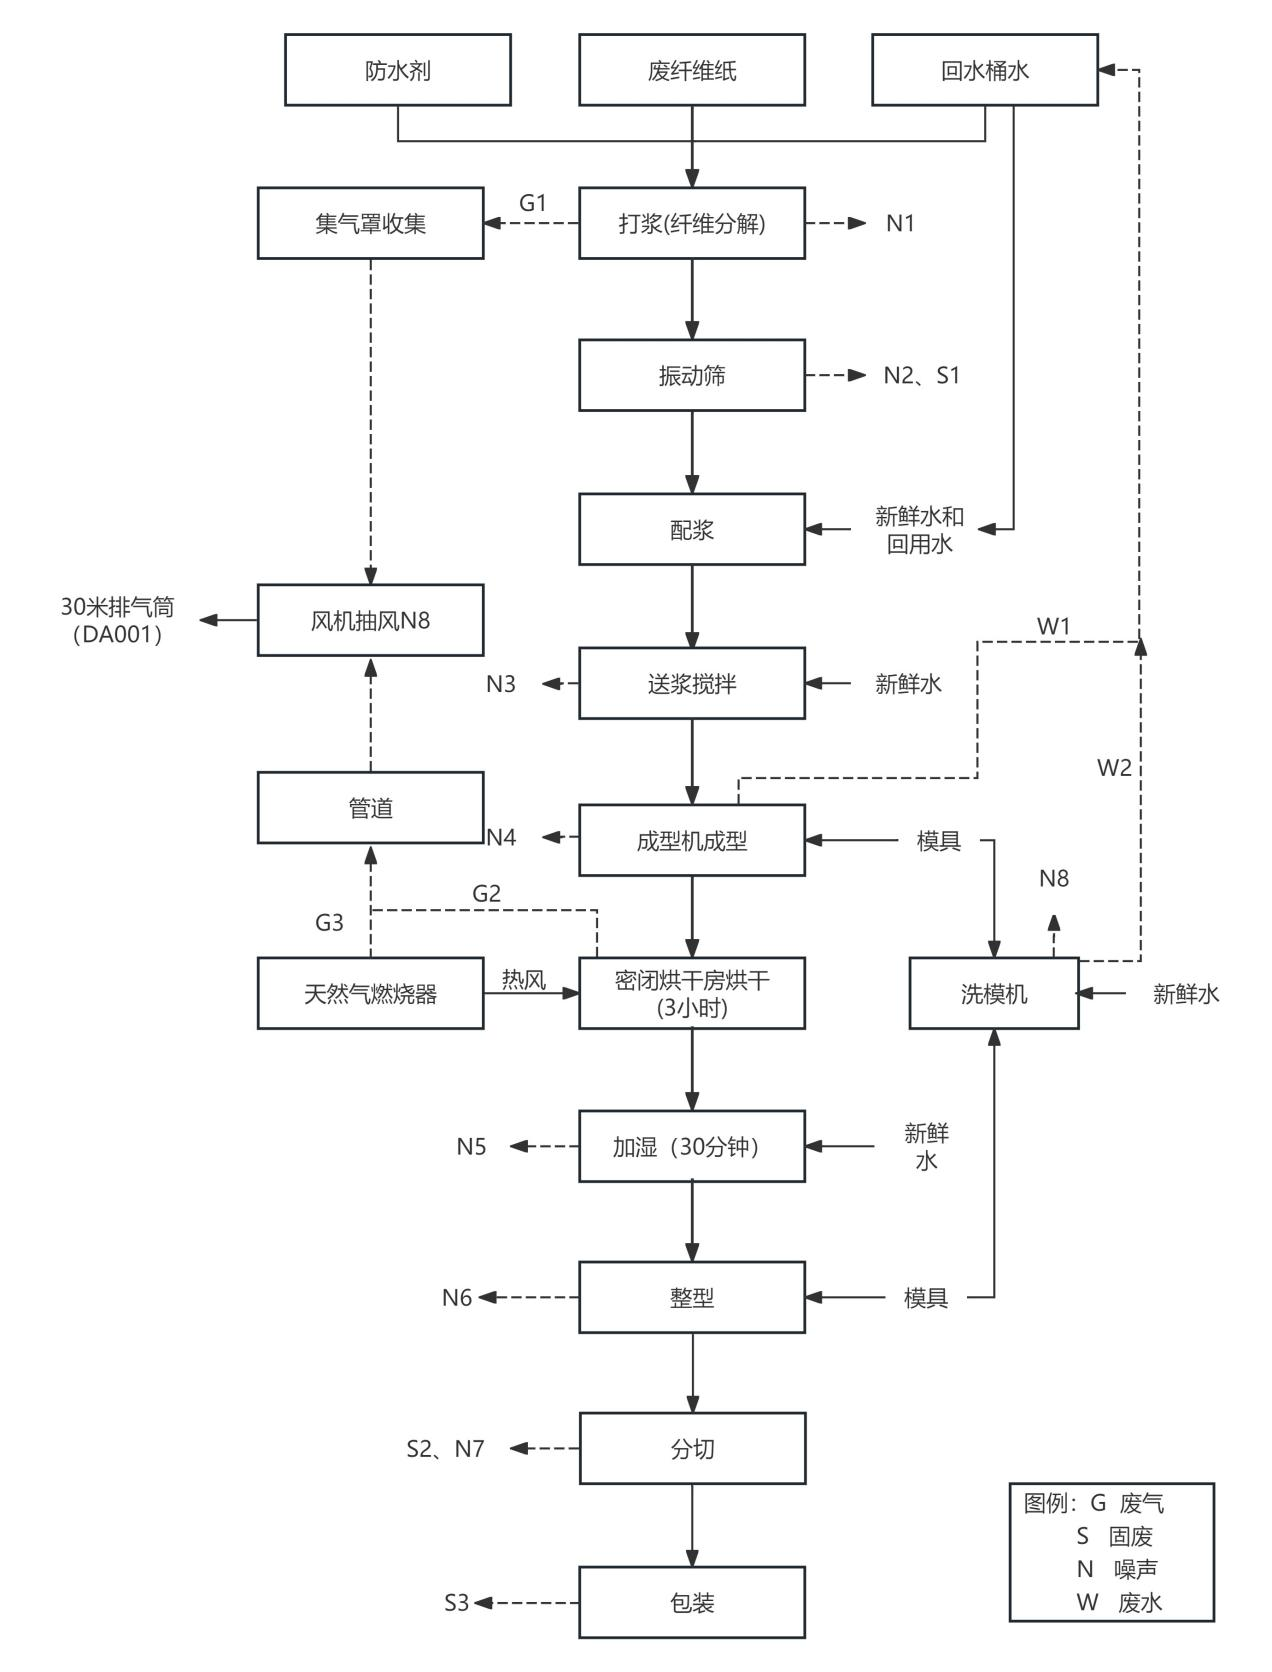 防水剂
废纤维纸
回水桶水
集气罩收集
G1
打浆(纤维分解)
N1
振动筛
N2、S1
配浆
新鲜水和
回用水
30米排气筒
（DA001）
风机抽风N8
W1
N3
送浆搅拌
新鲜水
W2
管道
N4
成型机成型
模具
N8
G2
G3
天然气燃烧器
热风
密闭烘干房烘干
(3小时)
洗模机
新鲜水
N5
加湿（30分钟）
新鲜
水
N6
整型
模具
S2、N7
分切
图例：G 废气
S 固废
N 噪声
W 废水
S3
包装